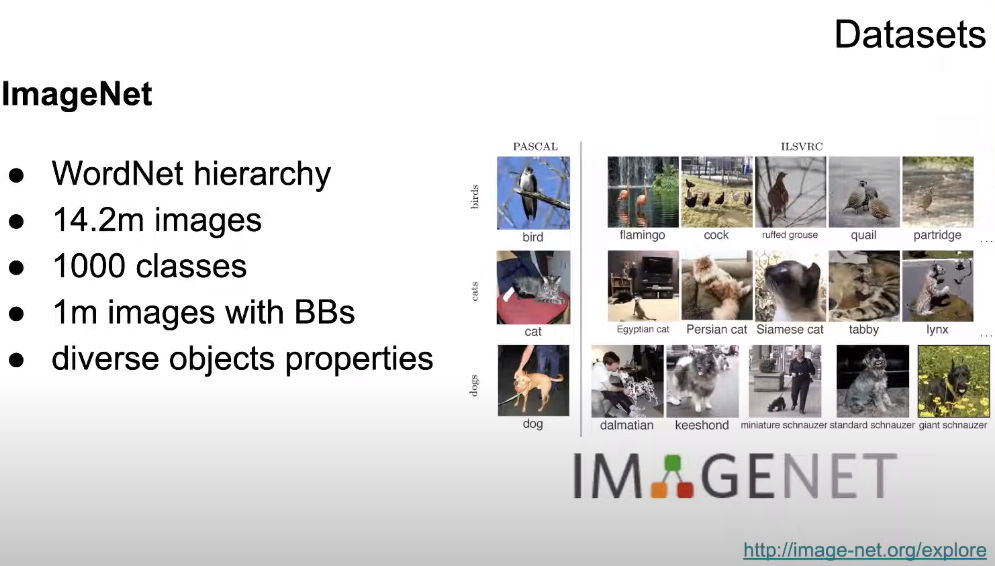 Datasets
ImageNet
● WordNet hierarchy
● 14.2m images
● 1000 classes
● 1m images with BBs
● diverse objects properties
PASCAL
ILSVRC
birds
bird
flamingo
cock
ruffed grouse
quail
partridge
...
cats
cat
Egyptian cat
Persian cat
Siamese cat
tabby
lynx
...
dogs
dog
dalmatian
keeshond
miniature schnauzer
standard schnauzer
giant schnauzer
IMAGENET
http://image-net.org/explore